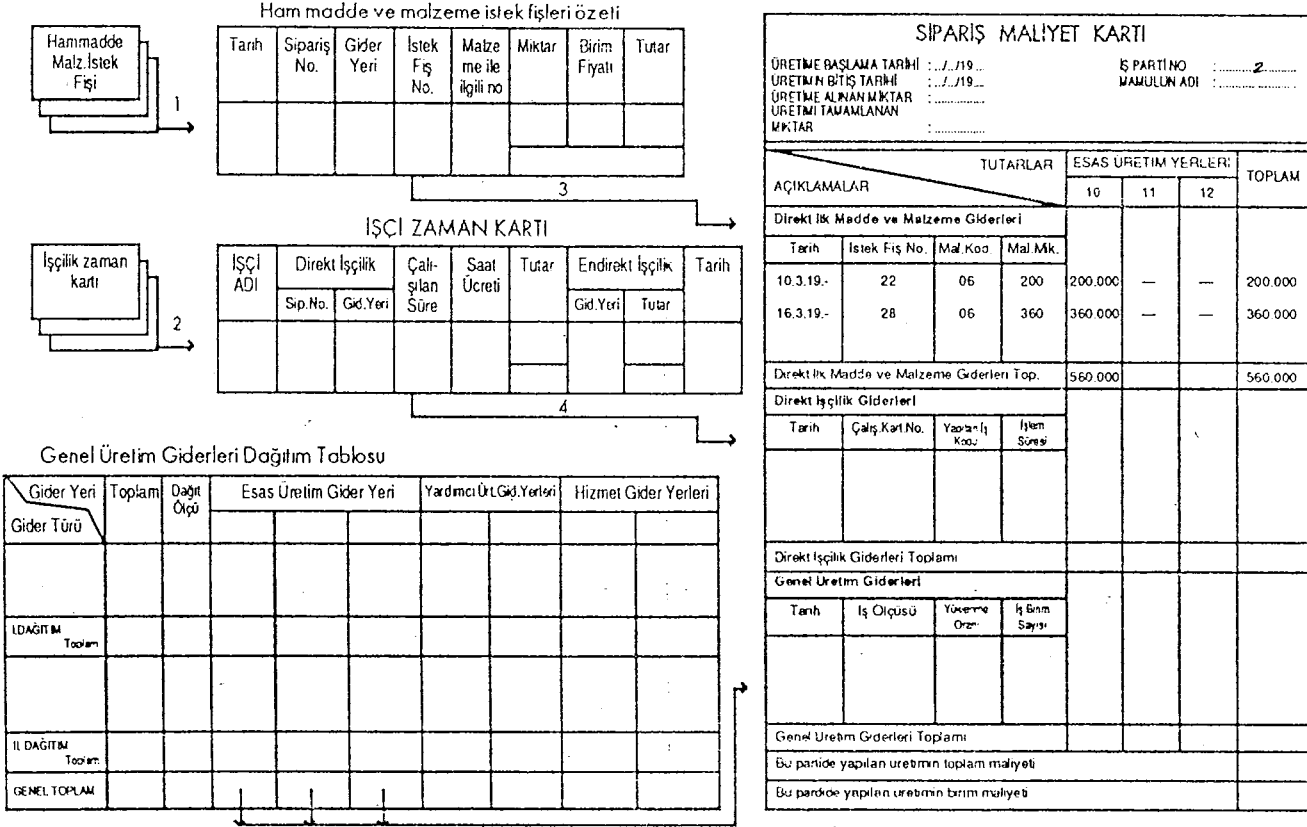 Ham madde ve malzeme istek fişleri özeti
Hammadde
Malz.İstek
Fişi
1
Tarih Sipariş No. Gider Yeri İstek Fiş No. Malze me ile ilgili no Miktar Birim Fiyatı Tutar
3
İŞÇİ ZAMAN KARTI
İşçilik zaman
kartı
2
İŞÇİ ADI Direkt İşçilik Çalı-şılan Süre Saat Ücreti Tutar Endirekt İşçilik Tarih
Sip.No. Gid.Yeri Gid.Yeri Tutar
4
Genel Üretim Giderleri Dağıtım Tablosu
Gider Yeri Toplam Dağıt Ölçü Esas Üretim Gider Yeri Yardımcı Ürt.Gid.Yerleri Hizmet Gider Yerleri
Gider Türü
I.DAĞITIM
Toplam
II. DAĞITIM
Toplam
GENEL TOPLAM
SİPARİŞ MALİYET KARTI
ÜRETİME BAŞLAMA TARİHİ :../../19... İŞ PARTİ NO :.........2.........
ÜRETİMİN BİTİŞ TARİHİ :../../19... MAMULUN ADI :...................
ÜRETİME ALINAN MİKTAR :...............
ÜRETİMİ TAMAMLANAN
MİKTAR :...............
TUTARLAR ESAS ÜRETİM YERLERİ TOPLAM
AÇIKLAMALAR 10 11 12
Direkt İlk Madde ve Malzeme Giderleri
Tarih İstek Fiş No. Mal.Kod Mal.Mik.
10.3.19.- 22 06 200 200.000 — — 200.000
16.3.19.- 28 06 360 360.000 — — 360.000
Direkt İlk Madde ve Malzeme Giderleri Top. 560.000 560.000
Direkt İşçilik Giderleri
Tarih Çalış.Kart.No. Yapılan İş Kodu İşlem Süresi
Direkt İşçilik Giderleri Toplamı
Genel Üretim Giderleri
Tarih İş Ölçüsü Yükleme Oranı İş Birim Sayısı
Genel Üretim Giderleri Toplamı
Bu partide yapılan üretimin toplam maliyeti
Bu partide yapılan üretimin birim maliyeti